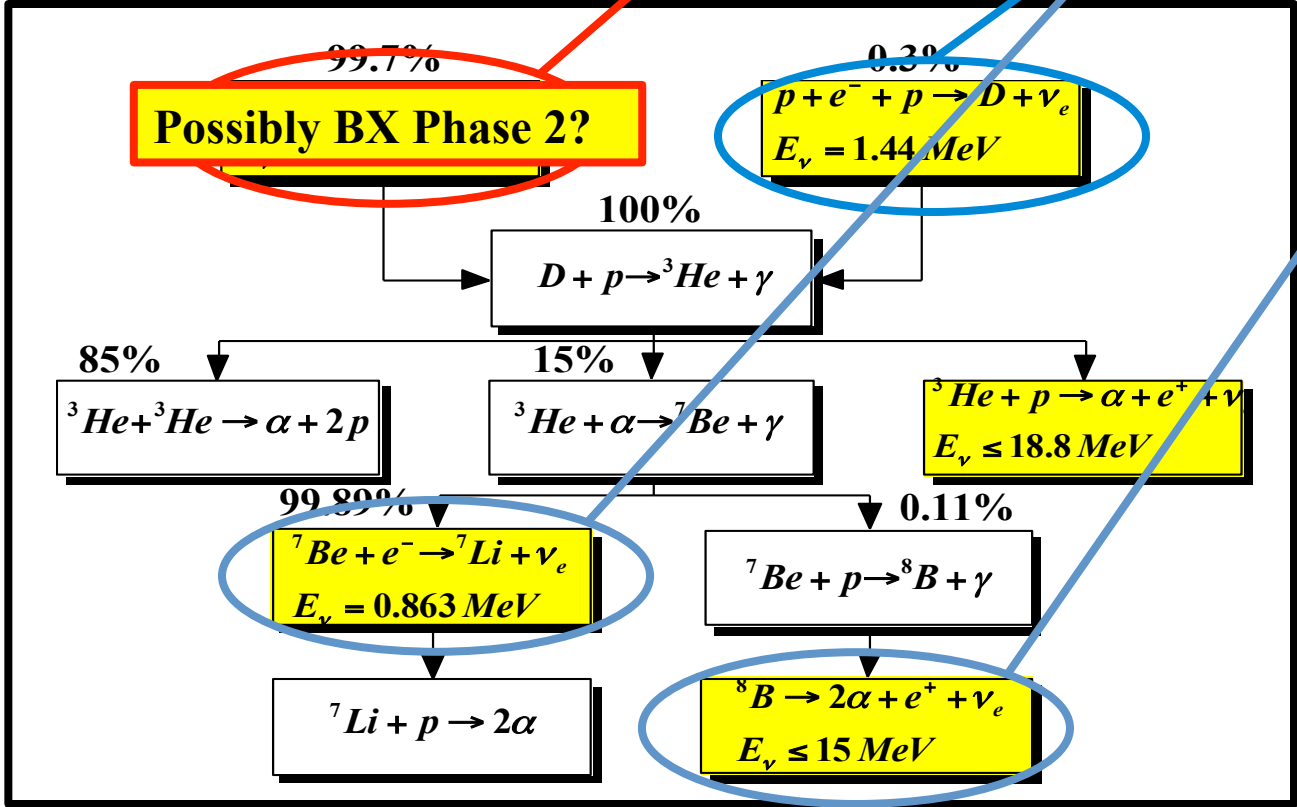 99.7%
0.3%
Possibly BX Phase 2?
p + e⁻ + p → D + νₑ
E_ν = 1.44 MeV
100%
D + p → ³He + γ
85%
15%
³He+³He → α + 2p
³He + α → ⁷Be + γ
³He + p → α + e⁺ + ν
E_ν ≤ 18.8 MeV
99.89%
0.11%
⁷Be + e⁻ → ⁷Li + νₑ
E_ν = 0.863 MeV
⁷Be + p → ⁸B + γ
⁷Li + p → 2α
⁸B → 2α + e⁺ + νₑ
E_ν ≤ 15 MeV